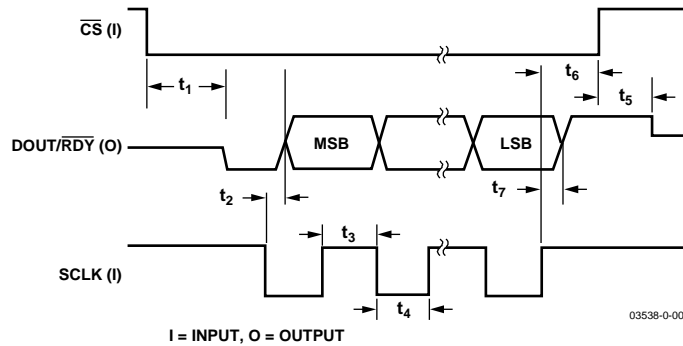 CS (I)
t6
t1
t5
DOUT/RDY (O)
MSB
LSB
t2
t7
t3
SCLK (I)
t4
03538-0-00
I = INPUT, O = OUTPUT